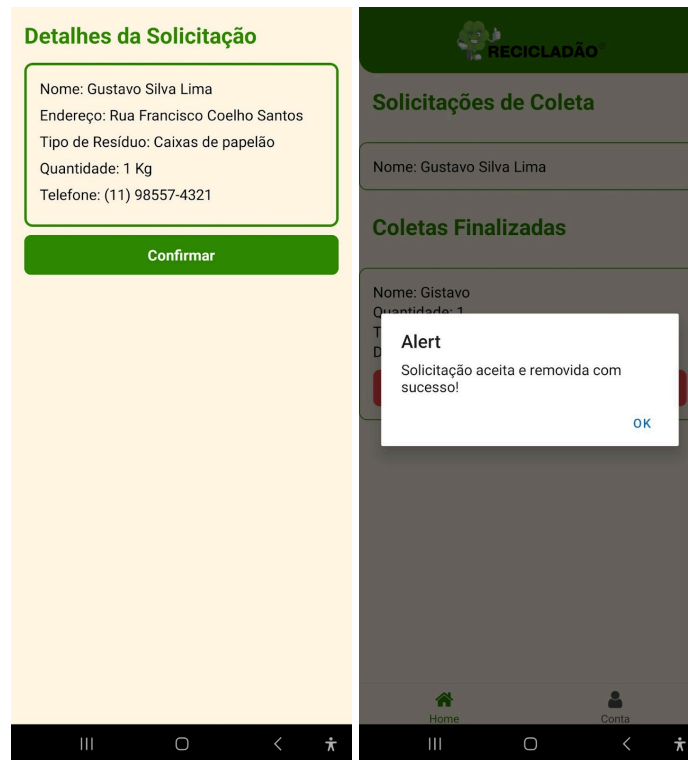 Detalhes da Solicitação
Nome: Gustavo Silva Lima
Endereço: Rua Francisco Coelho Santos
Tipo de Resíduo: Caixas de papelão
Quantidade: 1 Kg
Telefone: (11) 98557-4321
Confirmar
RECICLADÃO
Solicitações de Coleta
Nome: Gustavo Silva Lima
Coletas Finalizadas
Nome: Gistavo
Quantidade: 1
T
D
Alert
Solicitação aceita e removida com
sucesso!
OK
Home
Conta